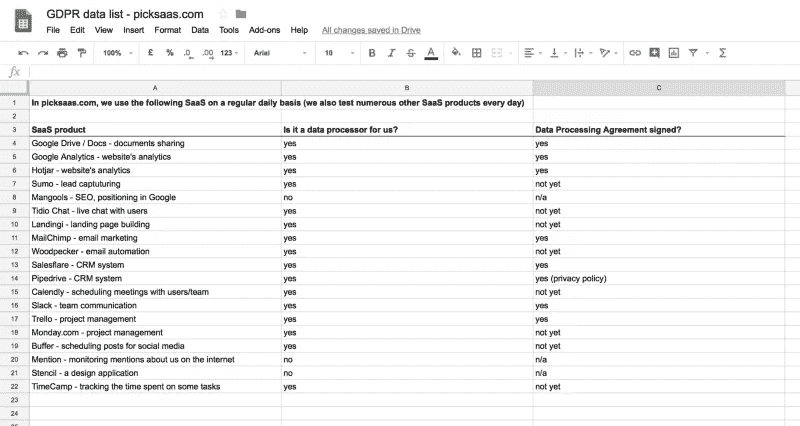 GDPR data list - picksaas.com
File Edit View Insert Format Data Tools Add-ons Help All changes saved in Drive
100% £ % .0 .00 123 Arial 10 B I S A Σ
fx
A B C
1 In picksaas.com, we use the following SaaS on a regular daily basis (we also test numerous other SaaS products every day)
2
3 SaaS product Is it a data processor for us? Data Processing Agreement signed?
4 Google Drive / Docs - documents sharing yes yes
5 Google Analytics - website's analytics yes yes
6 Hotjar - website's analytics yes yes
7 Sumo - lead captuturing yes not yet
8 Mangools - SEO, positioning in Google no n/a
9 Tidio Chat - live chat with users yes not yet
10 Landingi - landing page building yes not yet
11 MailChimp - email marketing yes yes
12 Woodpecker - email automation yes not yet
13 Salesflare - CRM system yes yes
14 Pipedrive - CRM system yes yes (privacy policy)
15 Calendly - scheduling meetings with users/team yes not yet
16 Slack - team communication yes yes
17 Trello - project management yes yes
18 Monday.com - project management yes not yet
19 Buffer - scheduling posts for social media yes not yet
20 Mention - monitoring mentions about us on the internet no n/a
21 Stencil - a design application no n/a
22 TimeCamp - tracking the time spent on some tasks yes not yet
23
24